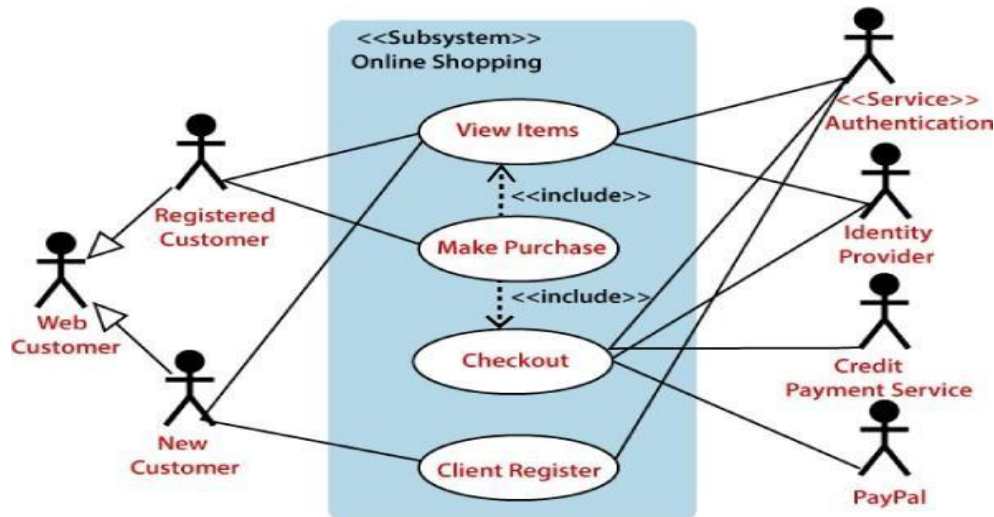 <<Subsystem>>
Online Shopping
View Items
<<include>>
Make Purchase
<<include>>
Checkout
Client Register
Registered
Customer
Web
Customer
New
Customer
<<Service>>
Authentication
Identity
Provider
Credit
Payment Service
PayPal